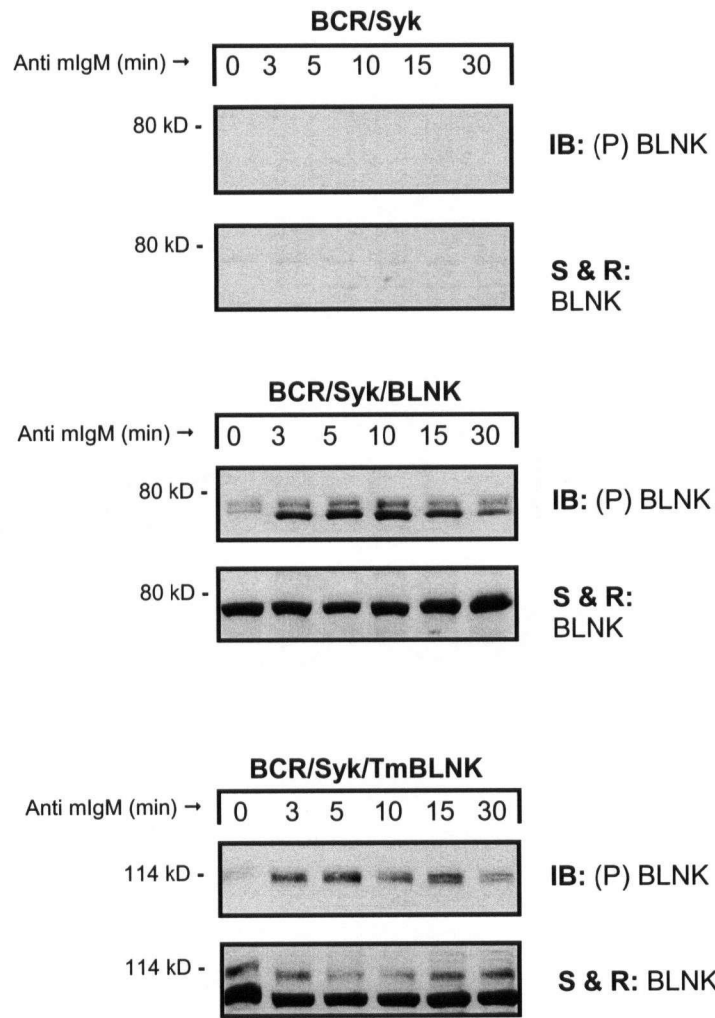 BCR/Syk
Anti mIgM (min) → 0 3 5 10 15 30
80 kD -
IB: (P) BLNK
80 kD -
S & R:
BLNK
BCR/Syk/BLNK
Anti mIgM (min) → 0 3 5 10 15 30
80 kD -
IB: (P) BLNK
80 kD -
S & R:
BLNK
BCR/Syk/TmBLNK
Anti mIgM (min) → 0 3 5 10 15 30
114 kD -
IB: (P) BLNK
114 kD -
S & R: BLNK